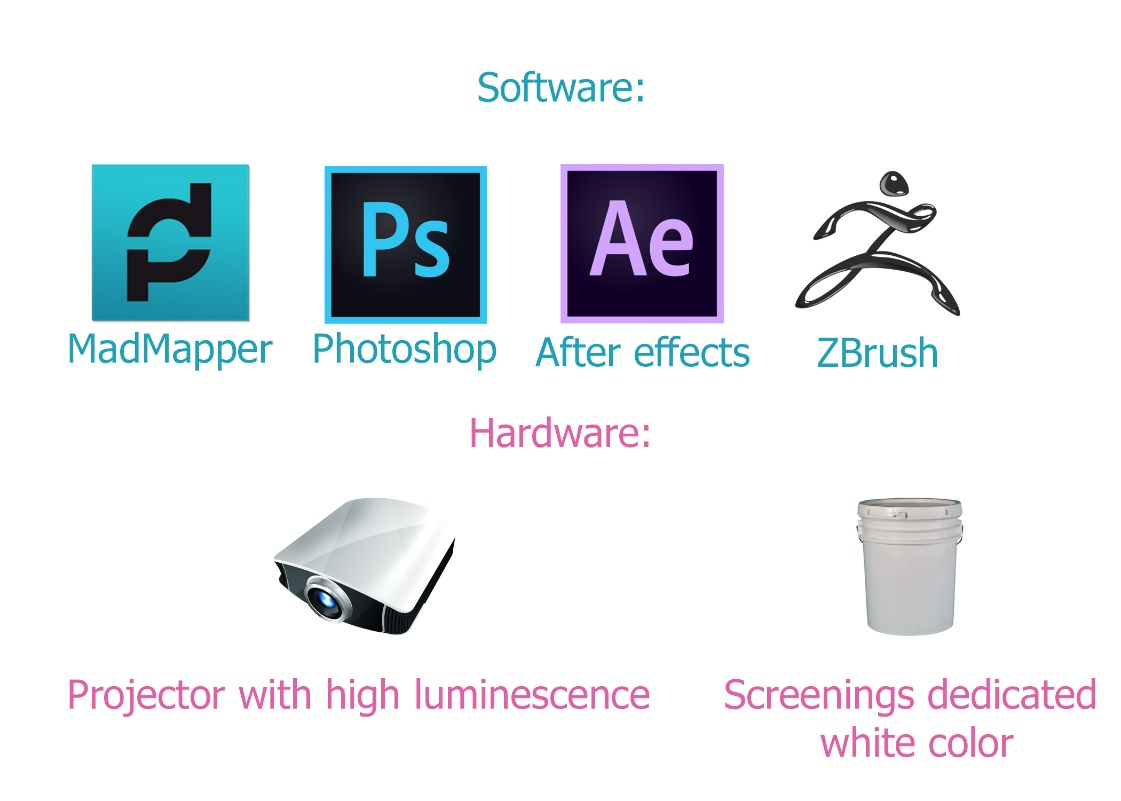 Software:
Ps
Ae
MadMapper
Photoshop
After effects
ZBrush
Hardware:
Projector with high luminescence
Screenings dedicated
white color